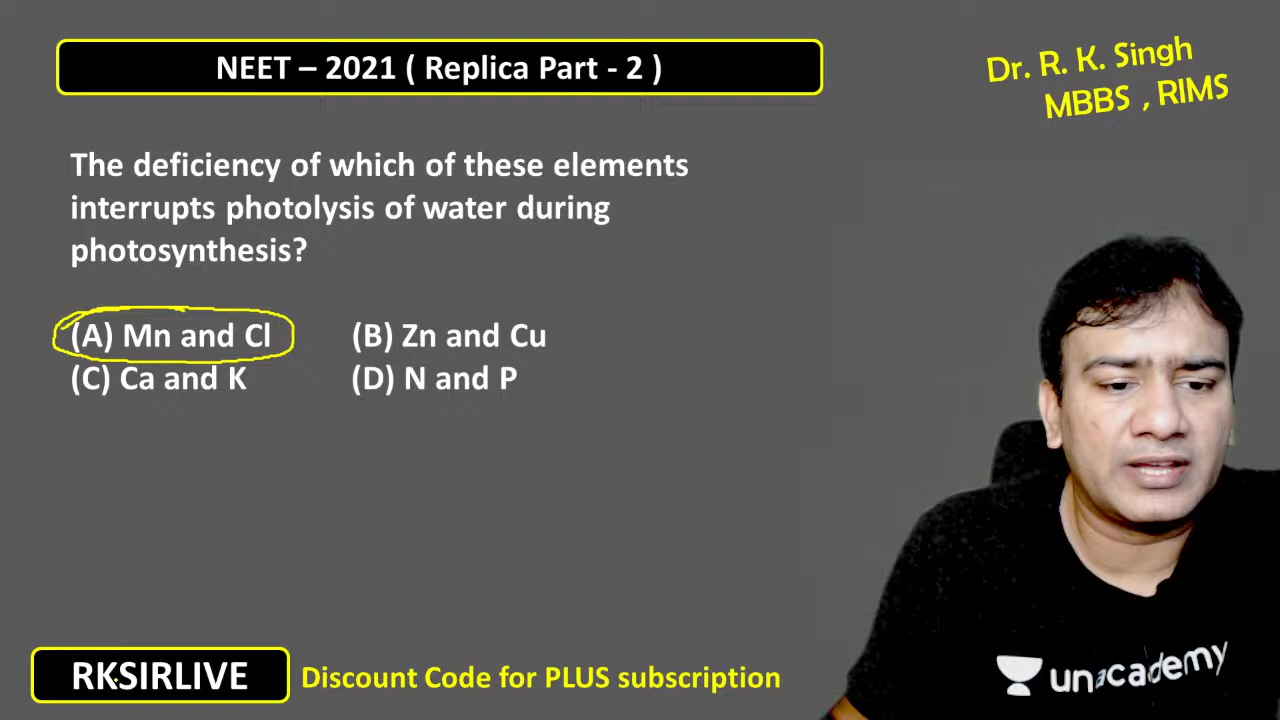 NEET – 2021 ( Replica Part - 2 )
Dr. R. K. Singh
MBBS , RIMS
The deficiency of which of these elements
interrupts photolysis of water during
photosynthesis?
(A) Mn and Cl (B) Zn and Cu
(C) Ca and K (D) N and P
unacademy
RKSIRLIVE Discount Code for PLUS subscription